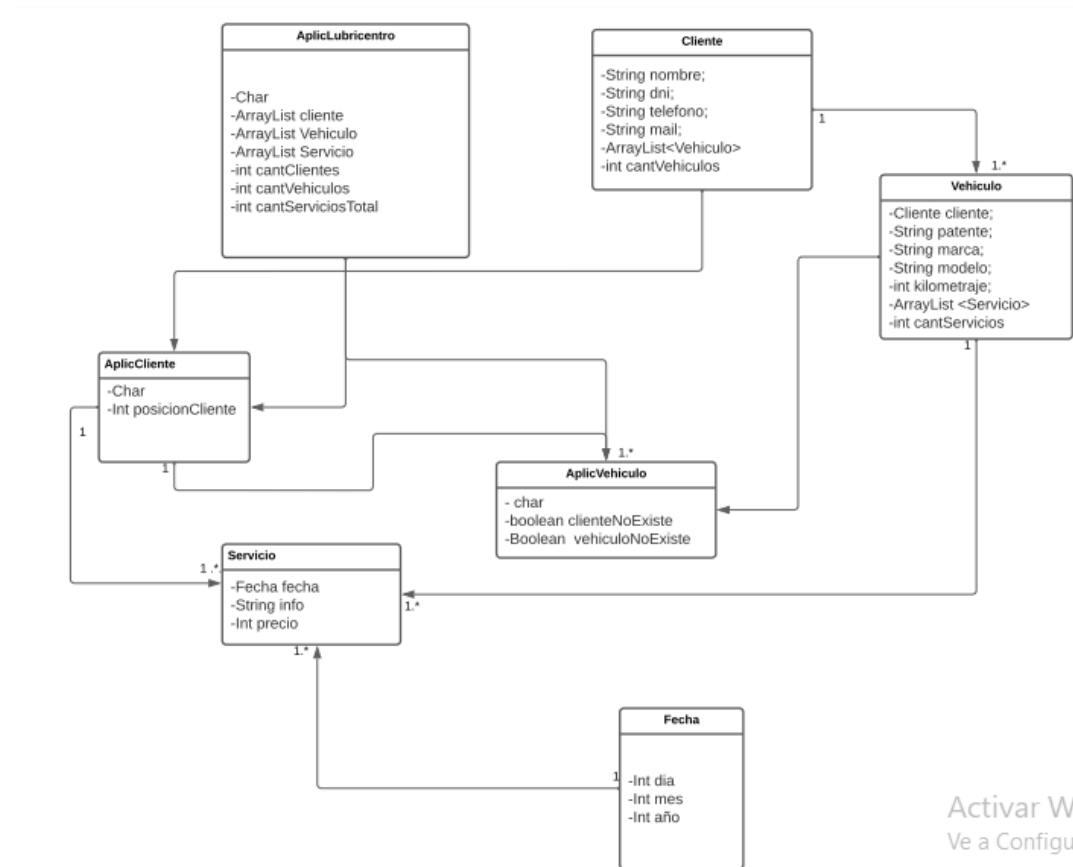 AplicLubricentro
-Char
-ArrayList cliente
-ArrayList Vehiculo
-ArrayList Servicio
-int cantClientes
-int cantVehiculos
-int cantServiciosTotal
Cliente
-String nombre;
-String dni;
-String telefono;
-String mail;
-ArrayList<Vehiculo>
-int cantVehiculos
1
1.*
Vehiculo
-Cliente cliente;
-String patente;
-String marca;
-String modelo;
-int kilometraje;
-ArrayList <Servicio>
-int cantServicios
1
AplicCliente
-Char
-Int posicionCliente
1
1
1.*
AplicVehiculo
- char
-boolean clienteNoExiste
-Boolean vehiculoNoExiste
Servicio
-Fecha fecha
-String info
-Int precio
1 .*.
1.*
1.*
Fecha
-Int dia
-Int mes
-Int año
1
Activar W
Ve a Configu